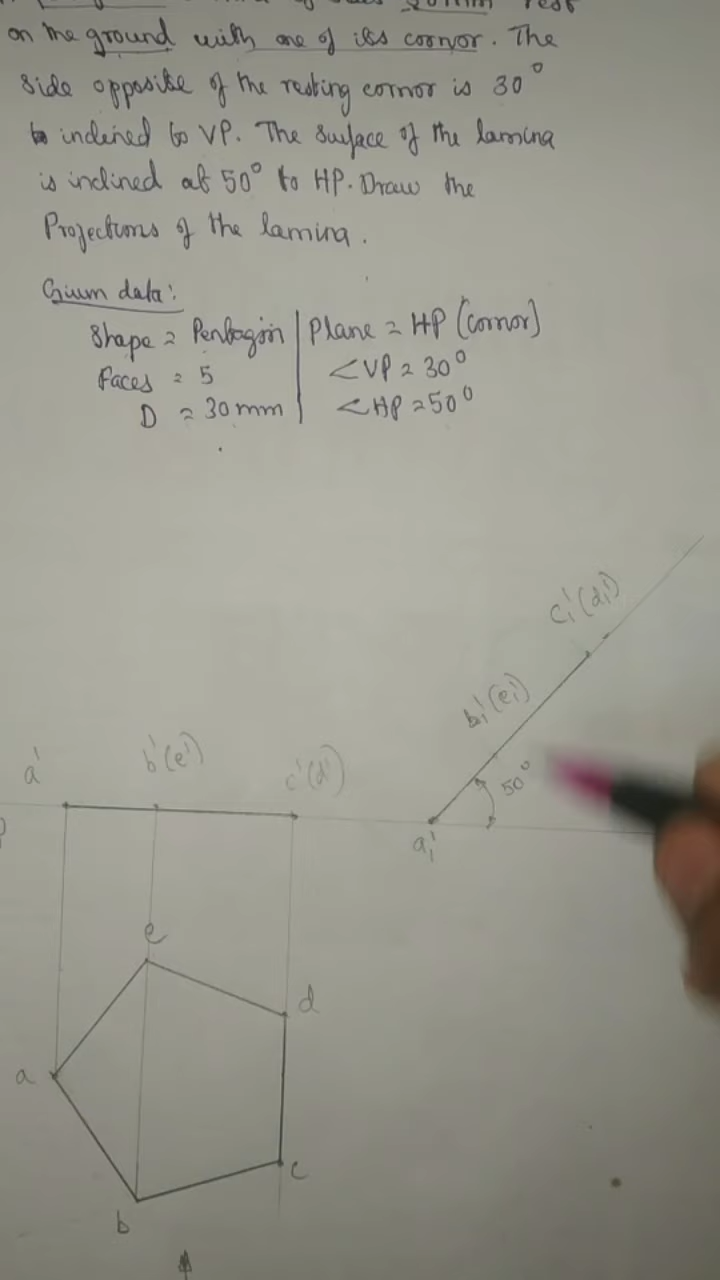 of 20mm rest
on the ground with one of its cornor. The
Side opposite of the resting cornor is 30°
inclined to VP. The surface of the lamina
is inclined at 50° to HP. Draw the
Projections of the lamina.
Given data:
Shape = Pentagon | Plane = HP (cornor)
Faces = 5 | <VP = 30°
D = 30mm | <HP = 50°
c₁'(d₁')
b₁'(e₁')
a' b'(e') c'(d') 50°
a₁'
e
d
a
c
b